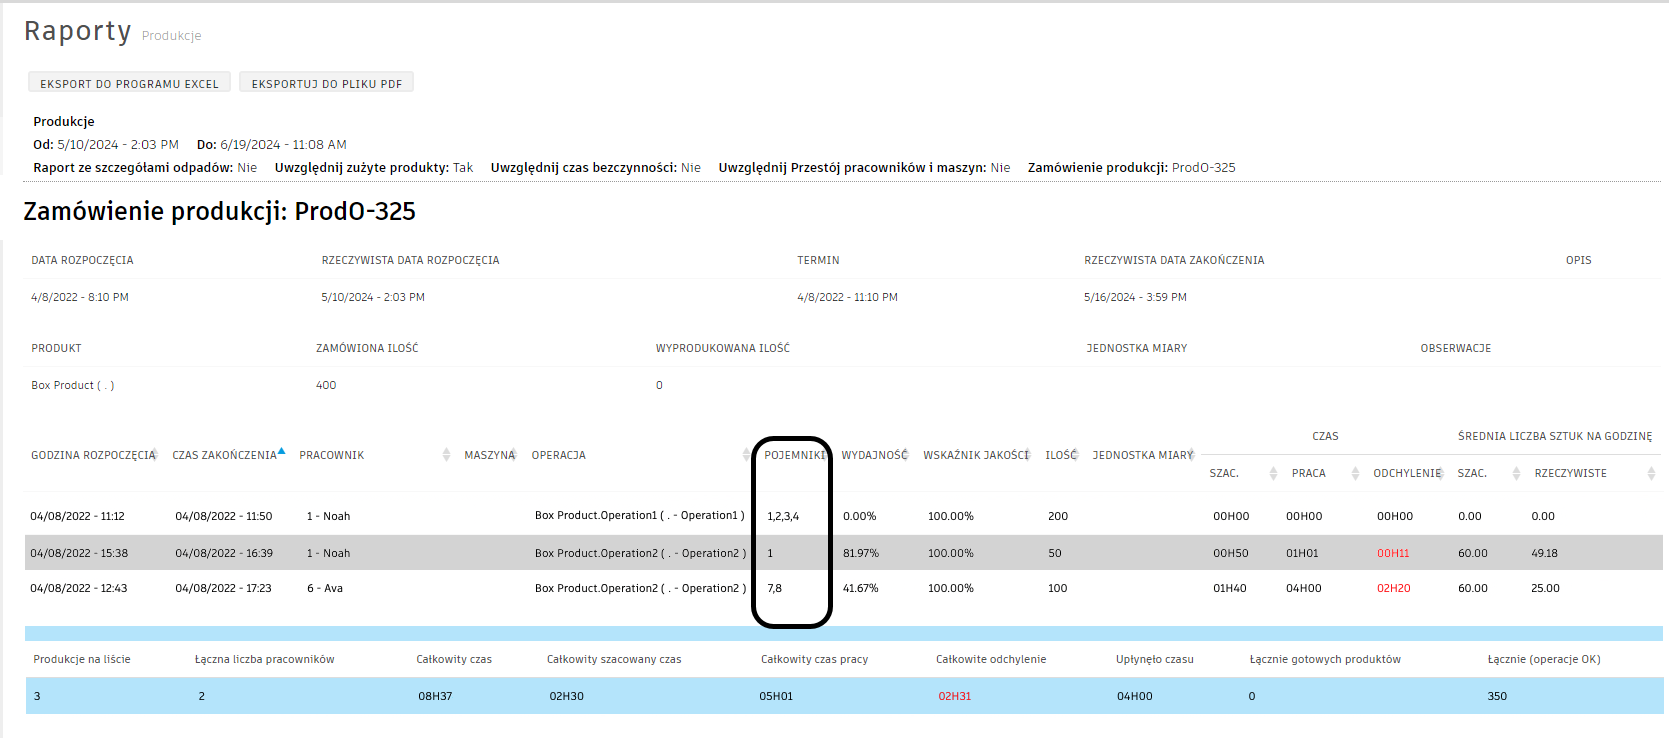 Raporty Produkcje
EKSPORT DO PROGRAMU EXCEL EKSPORTUJ DO PLIKU PDF
Produkcje
Od: 5/10/2024 - 2:03 PM Do: 6/19/2024 - 11:08 AM
Raport ze szczegółami odpadów: Nie Uwzględnij zużyte produkty: Tak Uwzględnij czas bezczynności: Nie Uwzględnij Przestój pracowników i maszyn: Nie Zamówienie produkcji: ProdO-325
Zamówienie produkcji: ProdO-325
DATA ROZPOCZĘCIA RZECZYWISTA DATA ROZPOCZĘCIA TERMIN RZECZYWISTA DATA ZAKOŃCZENIA OPIS
4/8/2022 - 8:10 PM 5/10/2024 - 2:03 PM 4/8/2022 - 11:10 PM 5/16/2024 - 3:59 PM
PRODUKT ZAMÓWIONA ILOŚĆ WYPRODUKOWANA ILOŚĆ JEDNOSTKA MIARY OBSERWACJE
Box Product ( . ) 400 0
CZAS ŚREDNIA LICZBA SZTUK NA GODZINĘ
GODZINA ROZPOCZĘCIA CZAS ZAKOŃCZENIA PRACOWNIK MASZYNA OPERACJA POJEMNIKI WYDAJNOŚĆ WSKAŹNIK JAKOŚCI ILOŚĆ JEDNOSTKA MIARY
SZAC. PRACA ODCHYLENIE SZAC. RZECZYWISTE
04/08/2022 - 11:12 04/08/2022 - 11:50 1 - Noah Box Product.Operation1 ( . - Operation1 ) 1,2,3,4 0.00% 100.00% 200 00H00 00H00 00H00 0.00 0.00
04/08/2022 - 15:38 04/08/2022 - 16:39 1 - Noah Box Product.Operation2 ( . - Operation2 ) 1 81.97% 100.00% 50 00H50 01H01 00H11 60.00 49.18
04/08/2022 - 12:43 04/08/2022 - 17:23 6 - Ava Box Product.Operation2 ( . - Operation2 ) 7,8 41.67% 100.00% 100 01H40 04H00 02H20 60.00 25.00
Produkcje na liście Łączna liczba pracowników Całkowity czas Całkowity szacowany czas Całkowity czas pracy Całkowite odchylenie Upłynęło czasu Łącznie gotowych produktów Łącznie (operacje OK)
3 2 08H37 02H30 05H01 02H31 04H00 0 350